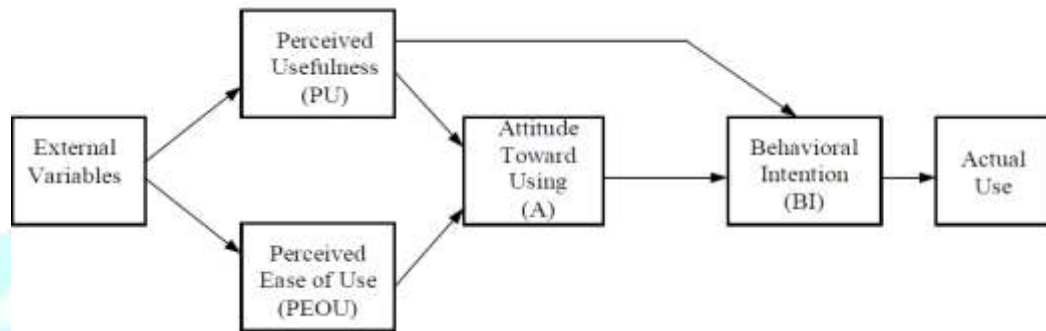 External
Variables
Perceived
Usefulness
(PU)
Perceived
Ease of Use
(PEOU)
Attitude
Toward
Using
(A)
Behavioral
Intention
(BI)
Actual
Use